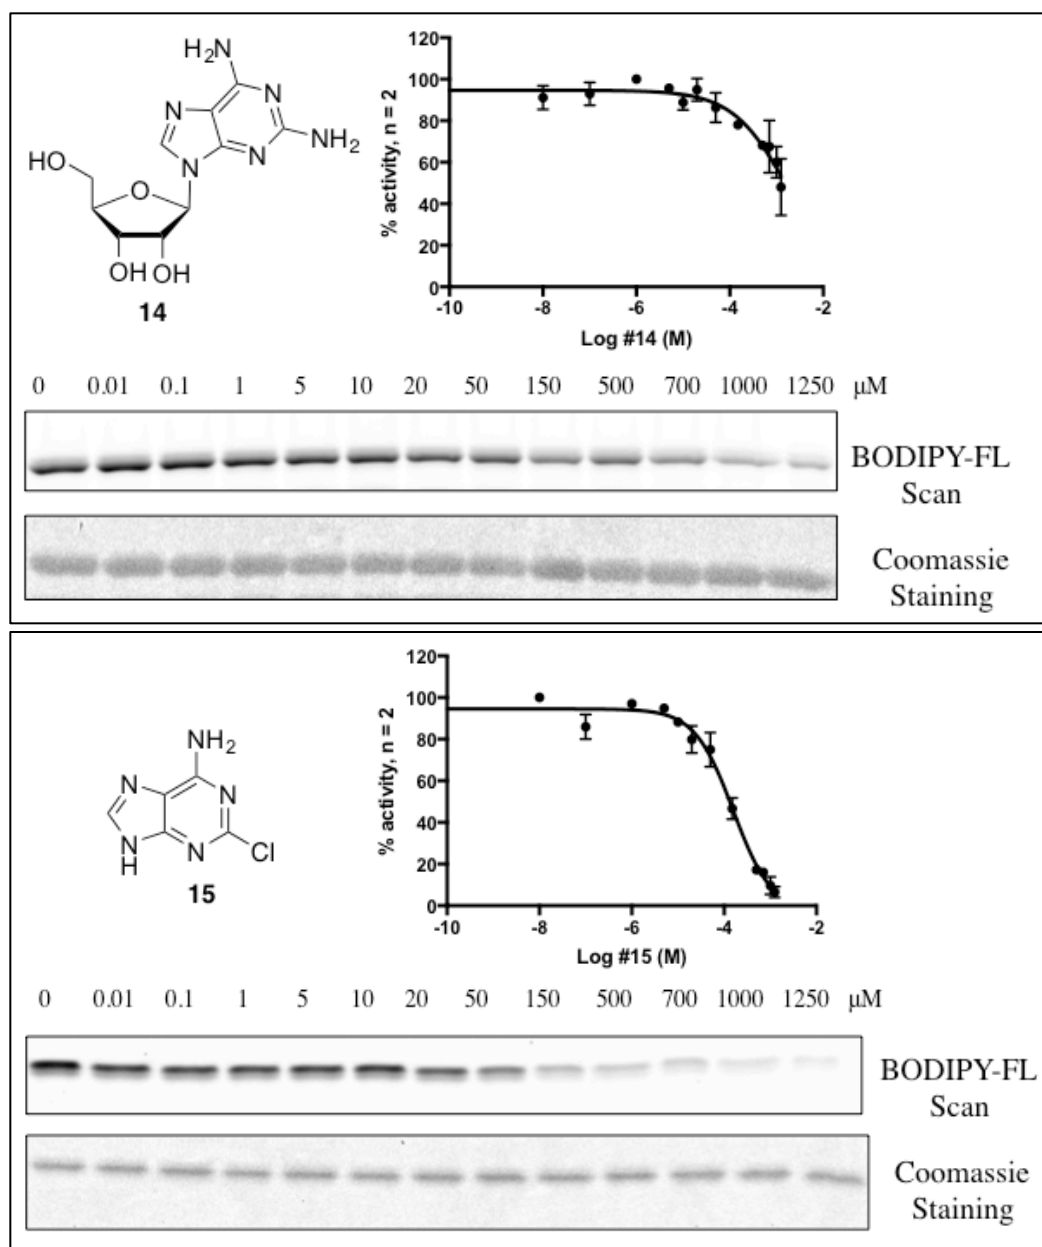 NH2
H2N
N
N
N
N
NH2
HO
O
OH
OH
14
% activity, n = 2
120
100
80
60
40
20
0
-10
-8
-6
-4
-2
Log #14 (M)
0 0.01 0.1 1 5 10 20 50 150 500 700 1000 1250 µM
BODIPY-FL
Scan
Coomassie
Staining
NH2
N
N
N
H
N
Cl
15
% activity, n = 2
120
100
80
60
40
20
0
-10
-8
-6
-4
-2
Log #15 (M)
0 0.01 0.1 1 5 10 20 50 150 500 700 1000 1250 µM
BODIPY-FL
Scan
Coomassie
Staining